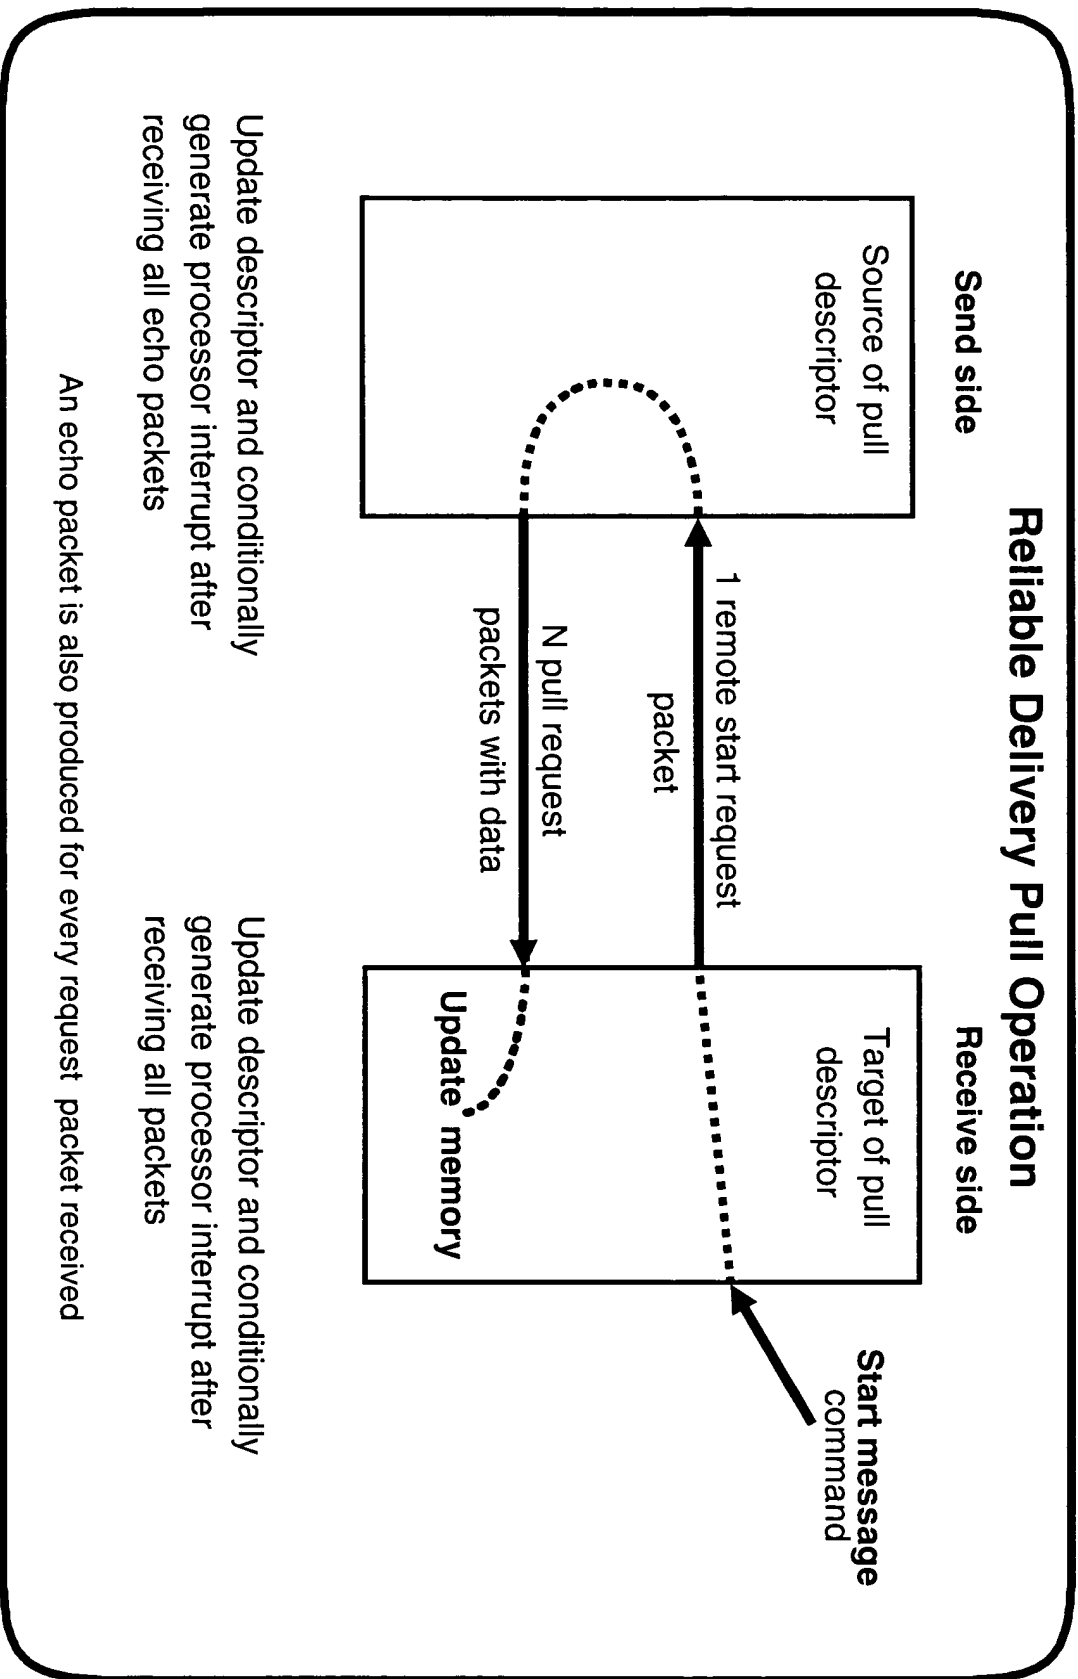 Reliable Delivery Pull Operation
Send side
Receive side
Source of pull
descriptor
Target of pull
descriptor
Start message
command
1 remote start request
packet
N pull request
packets with data
Update memory
Update descriptor and conditionally
generate processor interrupt after
receiving all echo packets
Update descriptor and conditionally
generate processor interrupt after
receiving all packets
An echo packet is also produced for every request packet received